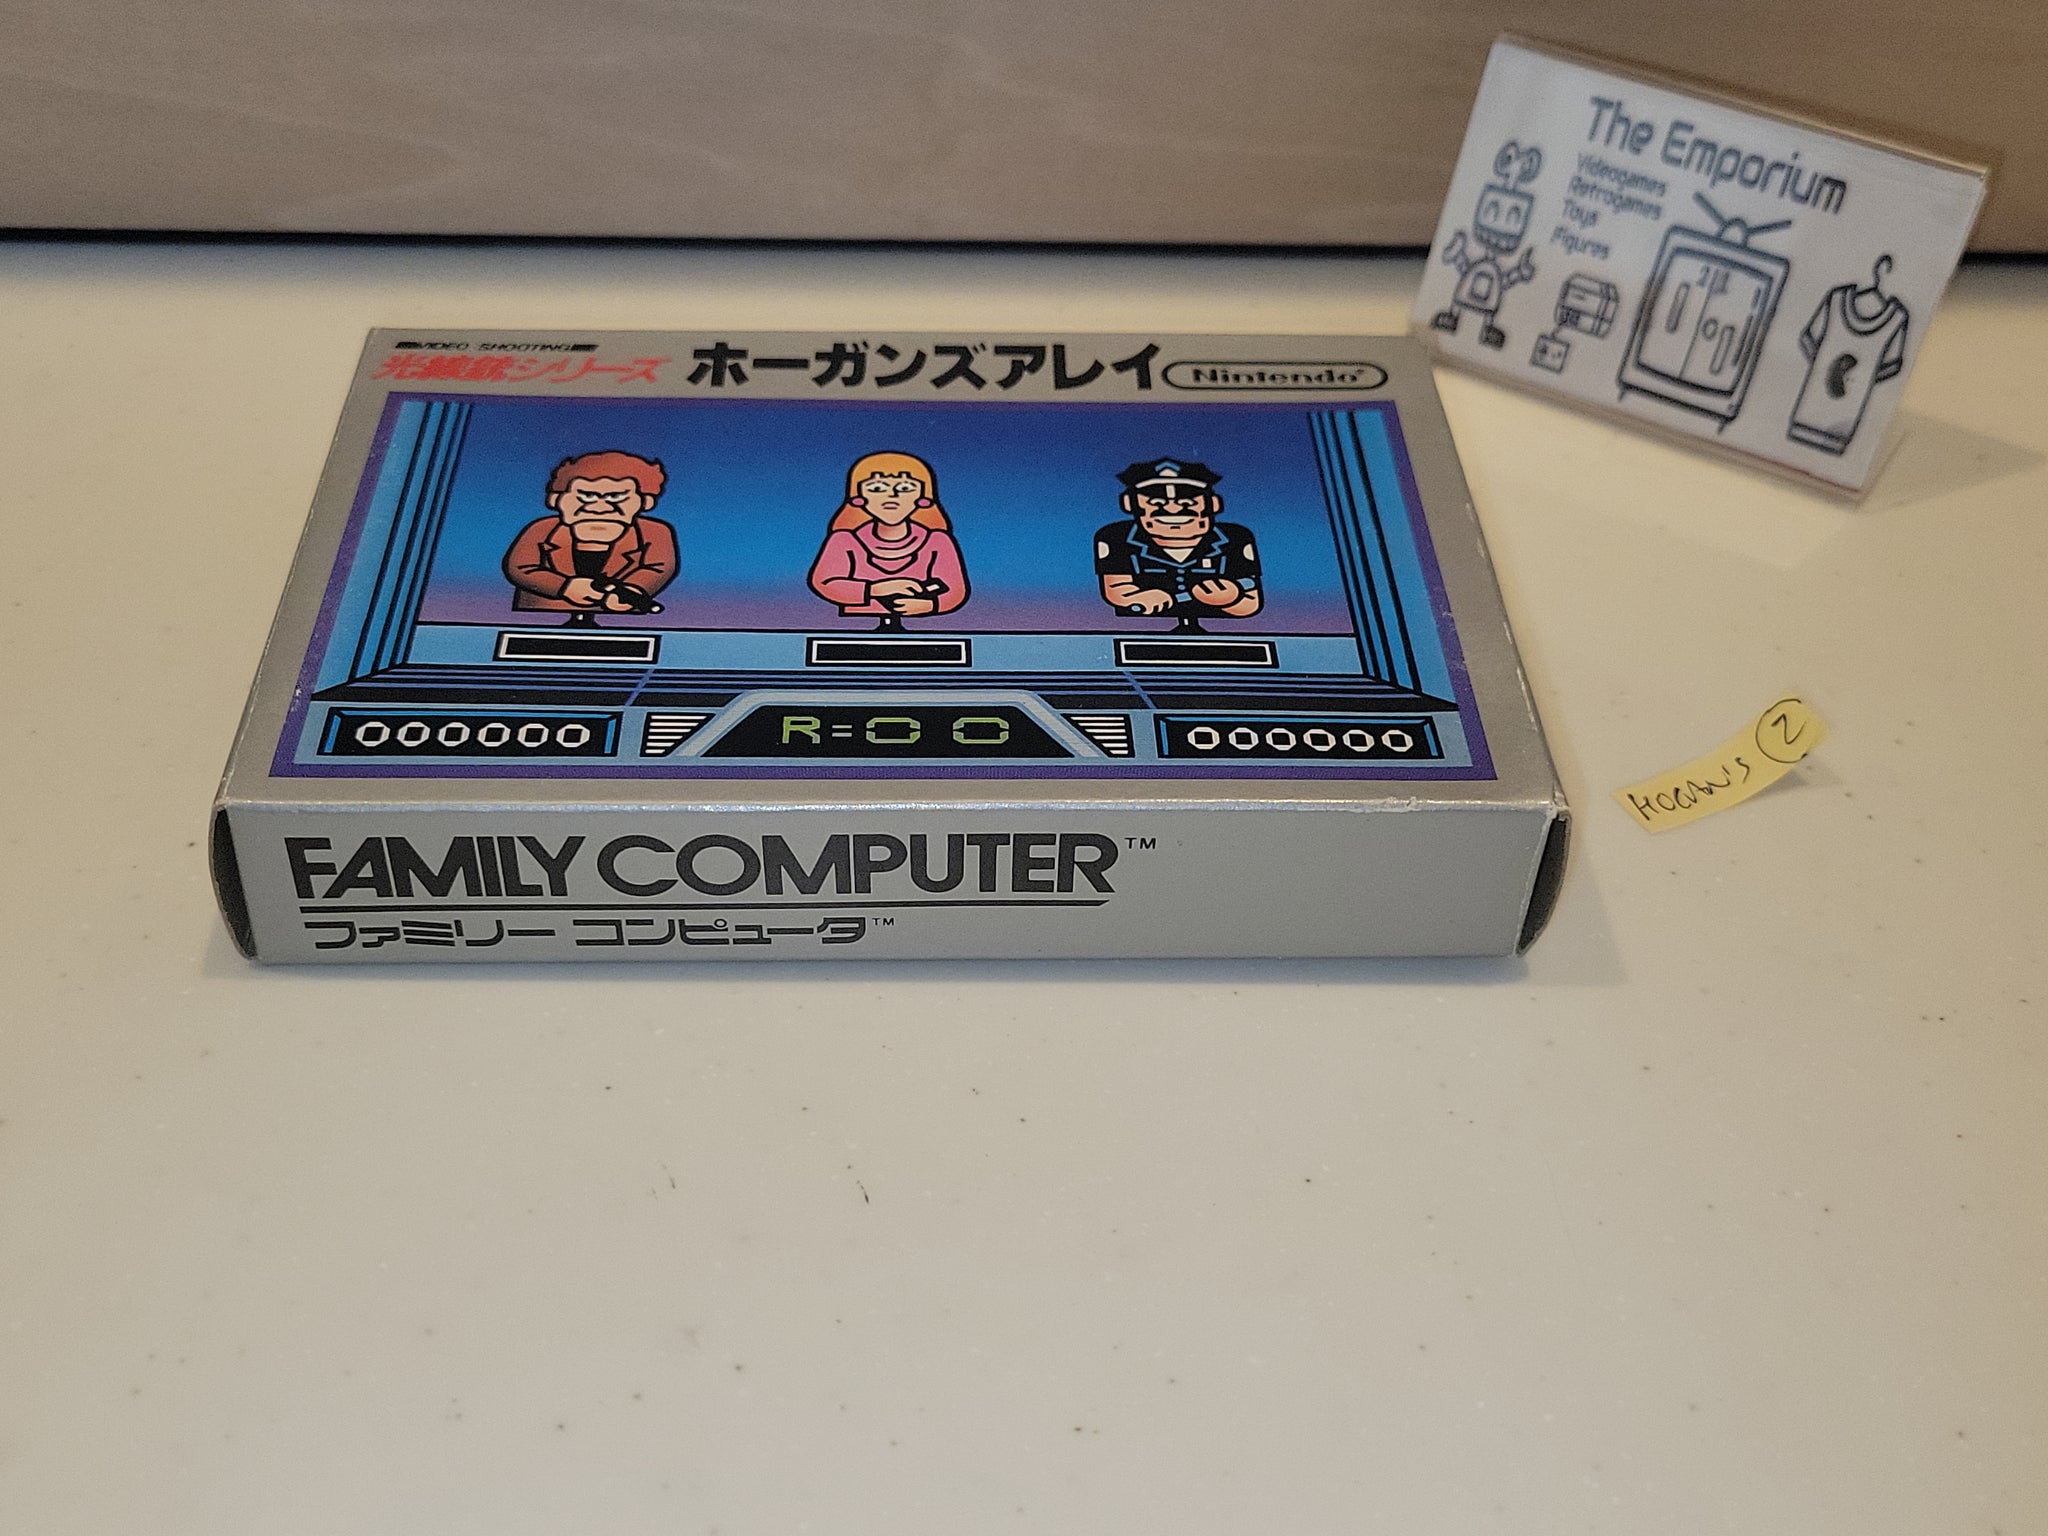 The Emporium
Videogames
Retrogames
Toys
Figures
VIDEO SHOOTING
光線銃シリーズ
ホーガンズアレイ
Nintendo®
000000
R=00
000000
HOGAN'S 2
FAMILY COMPUTER™
ファミリー コンピュータ™